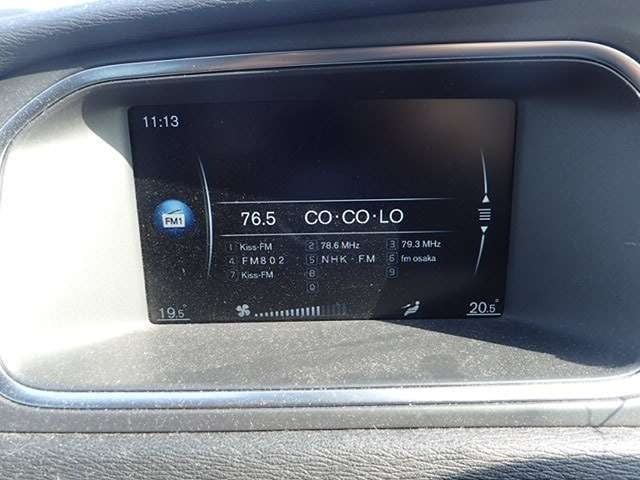 11:13
FM1
76.5 CO·CO·LO
1 Kiss-FM 2 78.6 MHz 3 79.3 MHz
4 FM802 5 NHK·FM 6 fm osaka
7 Kiss-FM 8 9
0
19.5° 20.5°